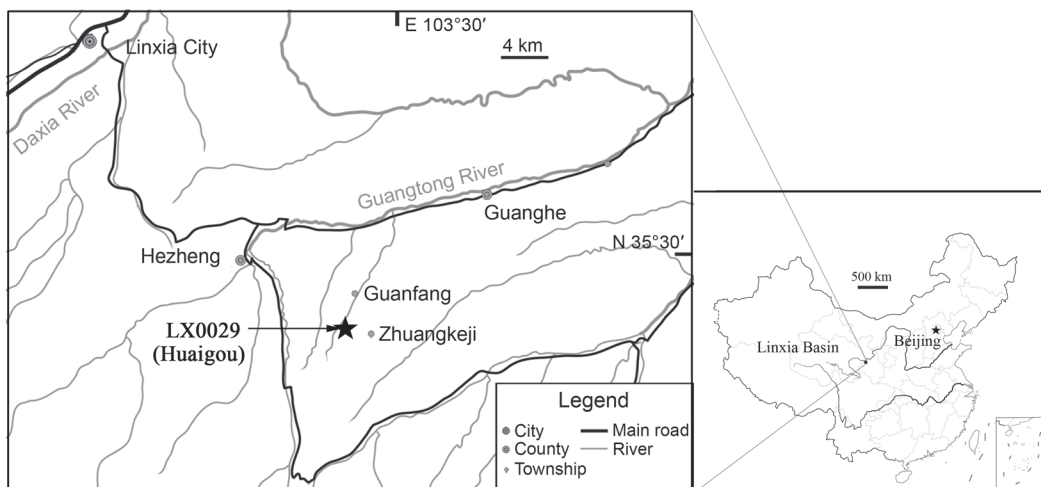 E 103°30′
Linxia City
4 km
Daxia River
Guangtong River
Guanghe
N 35°30′
Hezheng
Guanfang
LX0029
(Huaigou)
Zhuangkeji
Legend
City
Main road
County
River
Township
500 km
Linxia Basin
Beijing